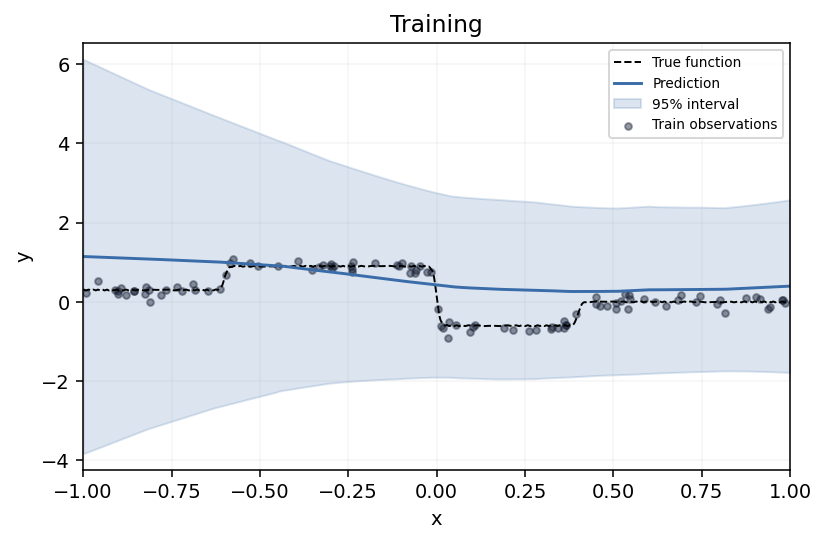 Training
True function
Prediction
95% interval
Train observations
6
4
2
0
−2
−4
y
−1.00 −0.75 −0.50 −0.25 0.00 0.25 0.50 0.75 1.00
x